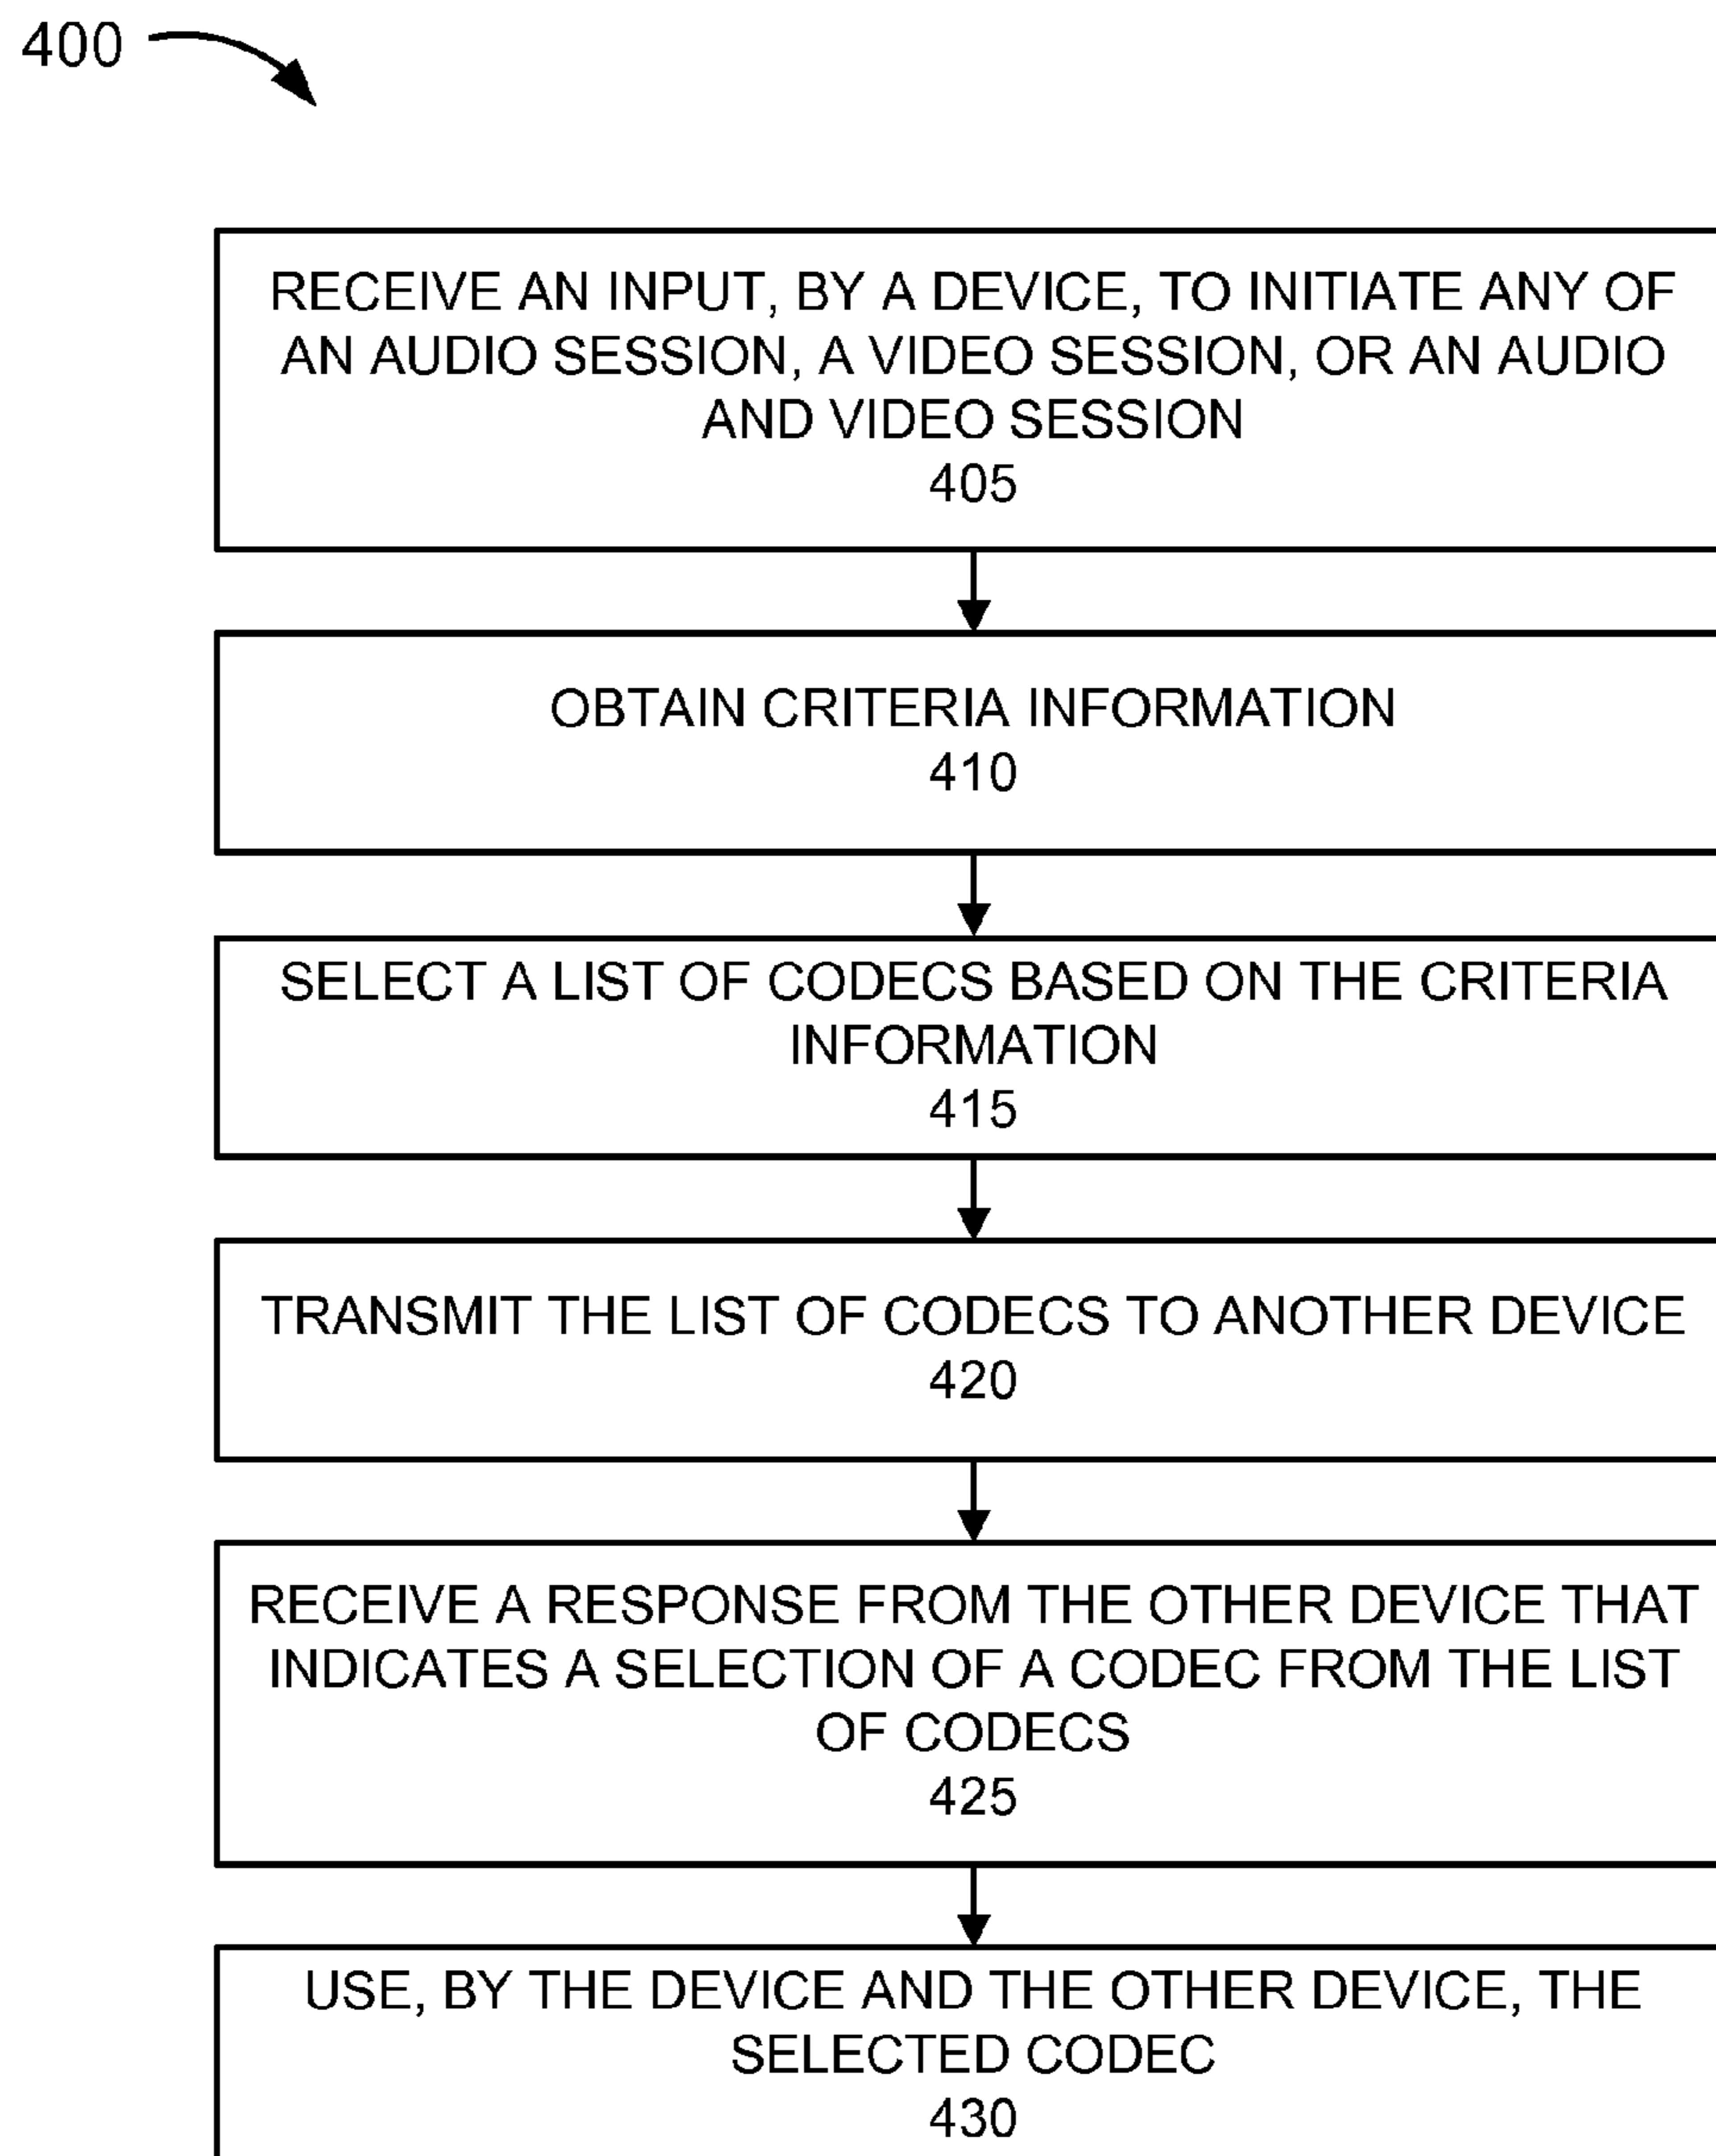 400
RECEIVE AN INPUT, BY A DEVICE, TO INITIATE ANY OF
AN AUDIO SESSION, A VIDEO SESSION, OR AN AUDIO
AND VIDEO SESSION
405
OBTAIN CRITERIA INFORMATION
410
SELECT A LIST OF CODECS BASED ON THE CRITERIA
INFORMATION
415
TRANSMIT THE LIST OF CODECS TO ANOTHER DEVICE
420
RECEIVE A RESPONSE FROM THE OTHER DEVICE THAT
INDICATES A SELECTION OF A CODEC FROM THE LIST
OF CODECS
425
USE, BY THE DEVICE AND THE OTHER DEVICE, THE
SELECTED CODEC
430